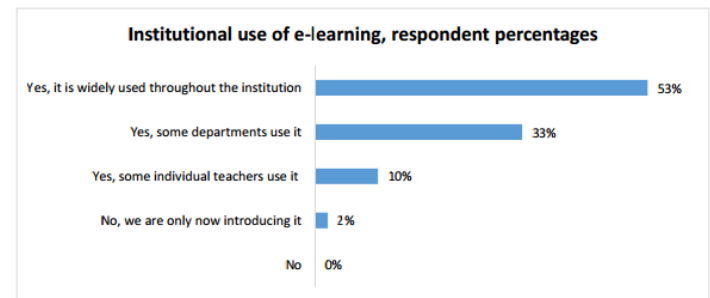 Institutional use of e-learning, respondent percentages
Yes, it is widely used throughout the institution 53%
Yes, some departments use it 33%
Yes, some individual teachers use it 10%
No, we are only now introducing it 2%
No 0%